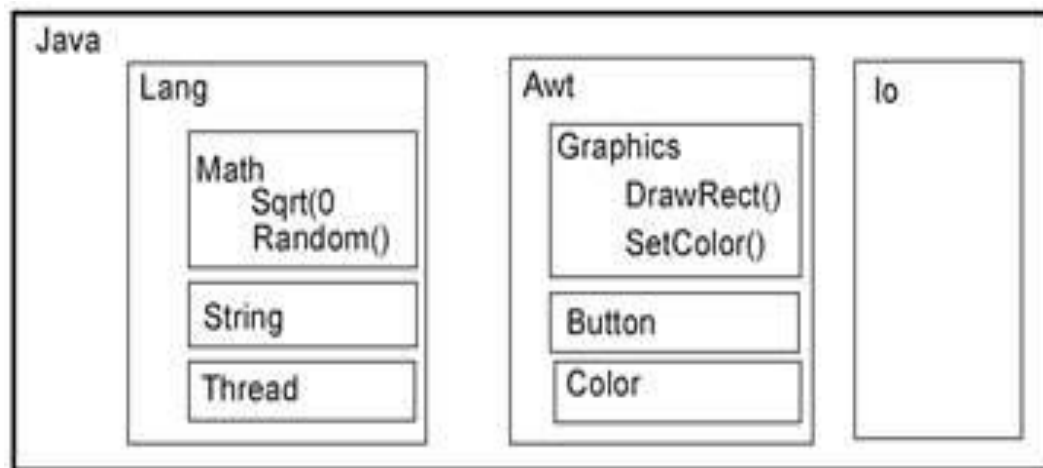 Java
Lang
Math
Sqrt(0
Random()
String
Thread
Awt
Graphics
DrawRect()
SetColor()
Button
Color
Io